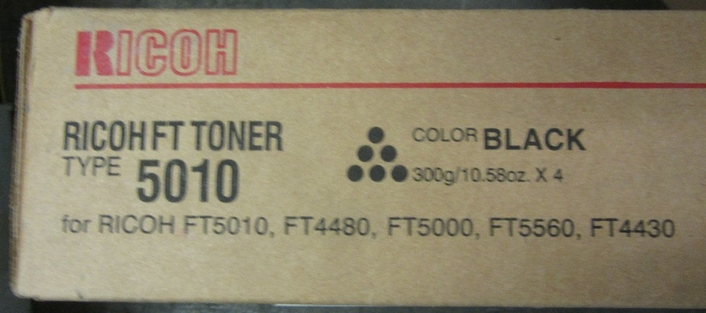 RICOH
RICOH FT TONER
TYPE 5010
COLOR BLACK
300g/10.58oz. X 4
for RICOH FT5010, FT4480, FT5000, FT5560, FT4430